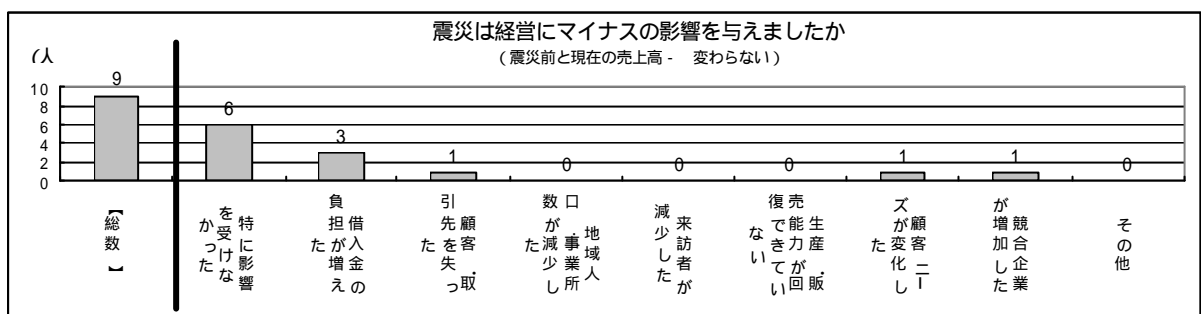 震災は経営にマイナスの影響を与えましたか
(震災前と現在の売上高- 変わらない)
(人
10
8
6
4
2
0
9
6
3
1
0
0
0
1
1
0
【総数】
特に影響
を受けな
かった
借入金の
負担が増え
た
顧客・取
引先を失っ
た
地域人
口・事業所
数が減少し
た
来訪者が
減少した
生産・販
売能力が回
復できてい
ない
顧客ニー
ズが変化し
た
競合企業
が増加した
その他